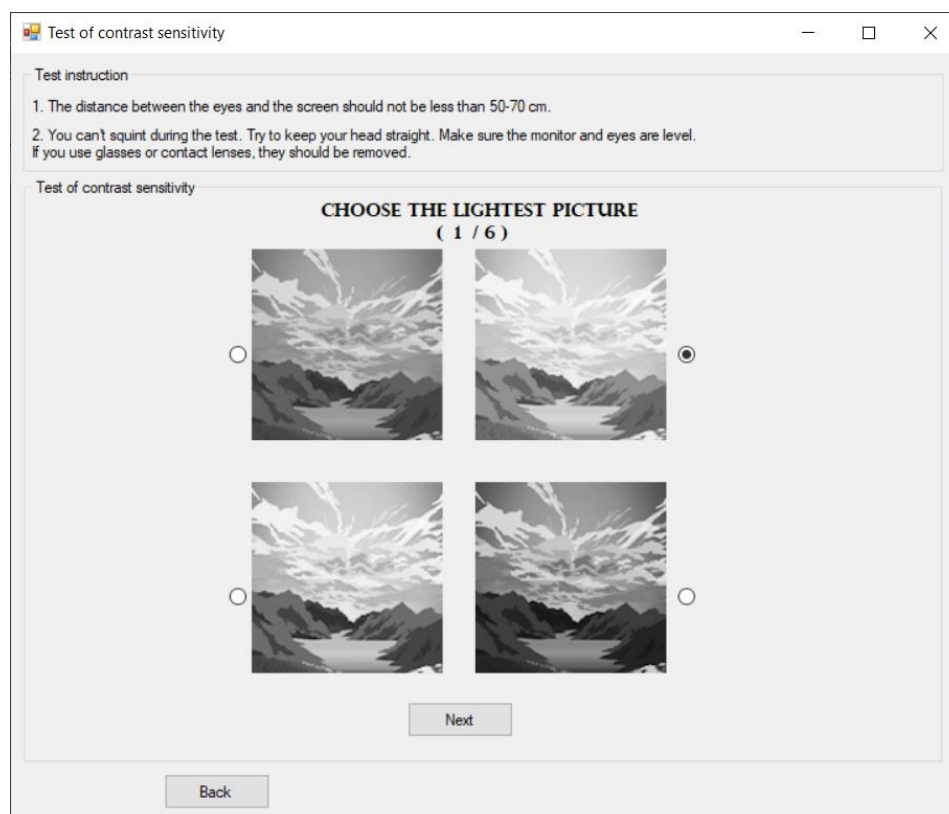 Test of contrast sensitivity
Test instruction
1. The distance between the eyes and the screen should not be less than 50-70 cm.
2. You can't squint during the test. Try to keep your head straight. Make sure the monitor and eyes are level.
If you use glasses or contact lenses, they should be removed.
Test of contrast sensitivity
CHOOSE THE LIGHTEST PICTURE
( 1 / 6 )
Next
Back